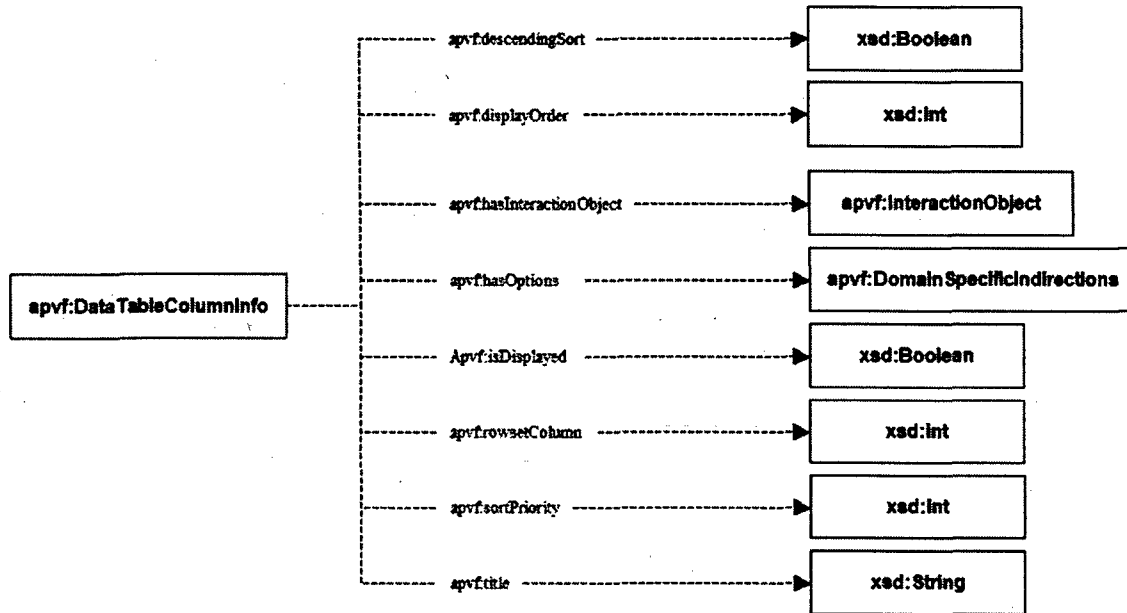 apvf:descendingSort
xsd:Boolean
apvf:displayOrder
xsd:Int
apvf:hasInteractionObject
apvf:InteractionObject
apvf:hasOptions
apvf:DomainSpecificIndirections
apvf:DataTableColumnInfo
Apvf:isDisplayed
xsd:Boolean
apvf:rowsetColumn
xsd:Int
apvf:sortPriority
xsd:Int
apvf:title
xsd:String